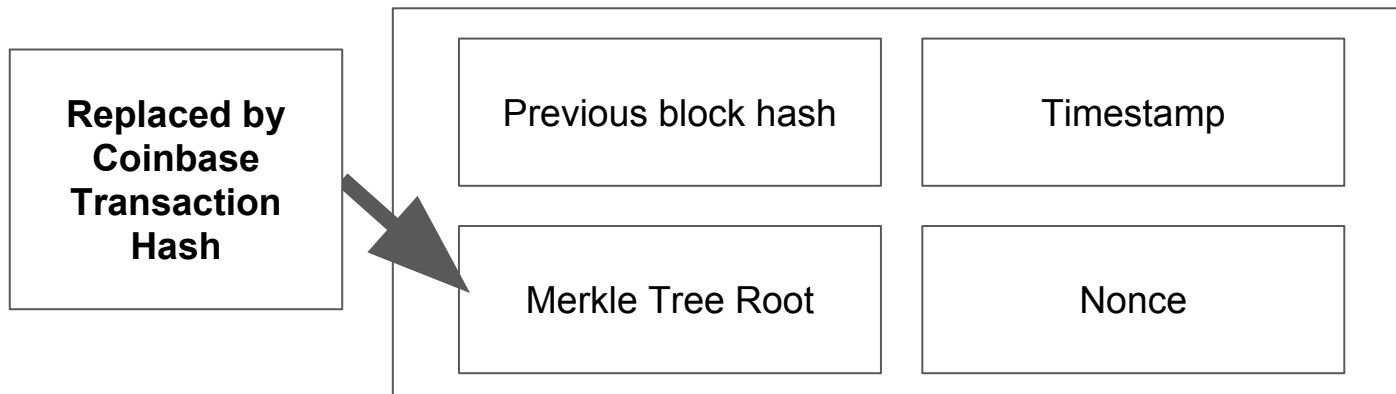 Replaced by
Coinbase
Transaction
Hash
Previous block hash
Timestamp
Merkle Tree Root
Nonce